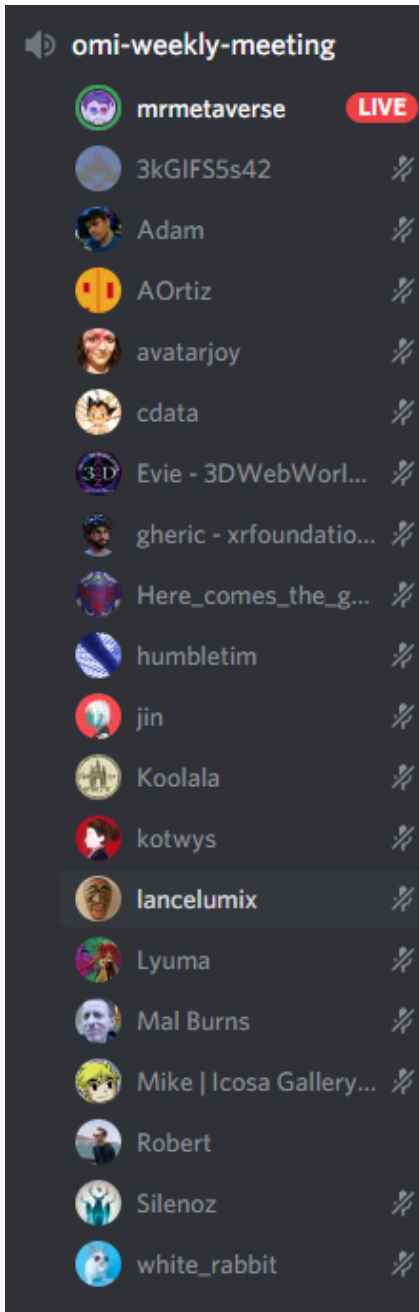 omi-weekly-meeting
mrmetaverse LIVE
3kGIFS5s42
Adam
AOrtiz
avatarjoy
cdata
3D
Evie - 3DWebWorl...
gheric - xrfoundatio...
Here_comes_the_g...
humbletim
jin
Koolala
kotwys
lancelumix
Lyuma
Mal Burns
Mike | Icosa Gallery...
Robert
Silenoz
white_rabbit